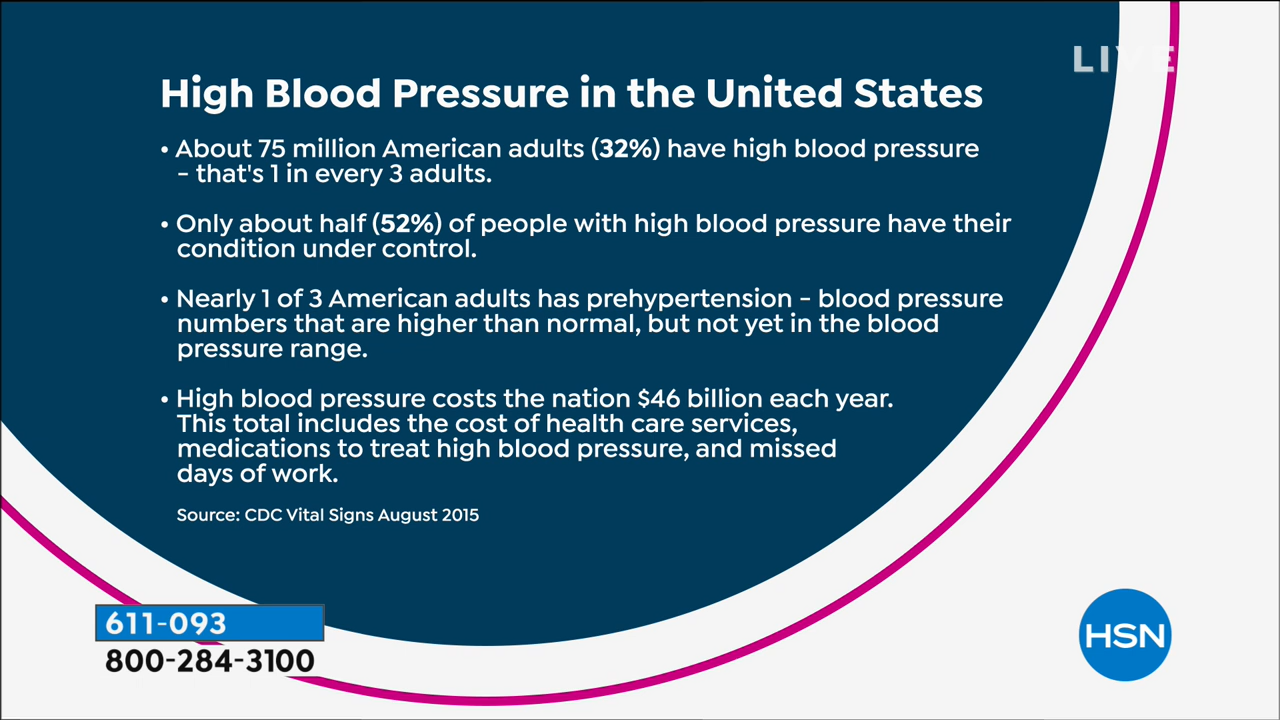 LIVE
High Blood Pressure in the United States
• About 75 million American adults (32%) have high blood pressure
- that's 1 in every 3 adults.
• Only about half (52%) of people with high blood pressure have their
condition under control.
• Nearly 1 of 3 American adults has prehypertension - blood pressure
numbers that are higher than normal, but not yet in the blood
pressure range.
• High blood pressure costs the nation $46 billion each year.
This total includes the cost of health care services,
medications to treat high blood pressure, and missed
days of work.
Source: CDC Vital Signs August 2015
611-093
800-284-3100
HSN